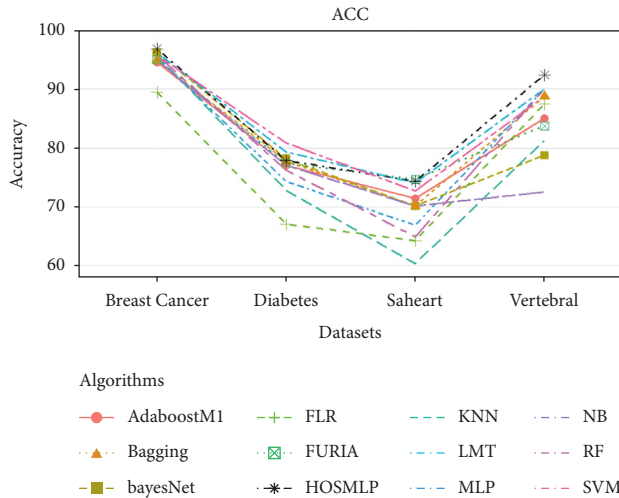 ACC
100
90
80
70
60
Accuracy
Breast Cancer Diabetes Saheart Vertebral
Datasets
Algorithms
AdaboostM1 FLR KNN NB
Bagging FURIA LMT RF
bayesNet HOSMLP MLP SVM